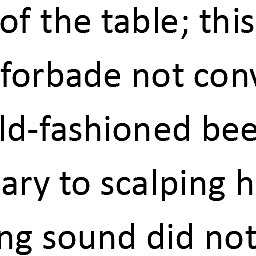 of the table; this
forbade not conv
ld-fashioned bee
ary to scalping h
ng sound did not